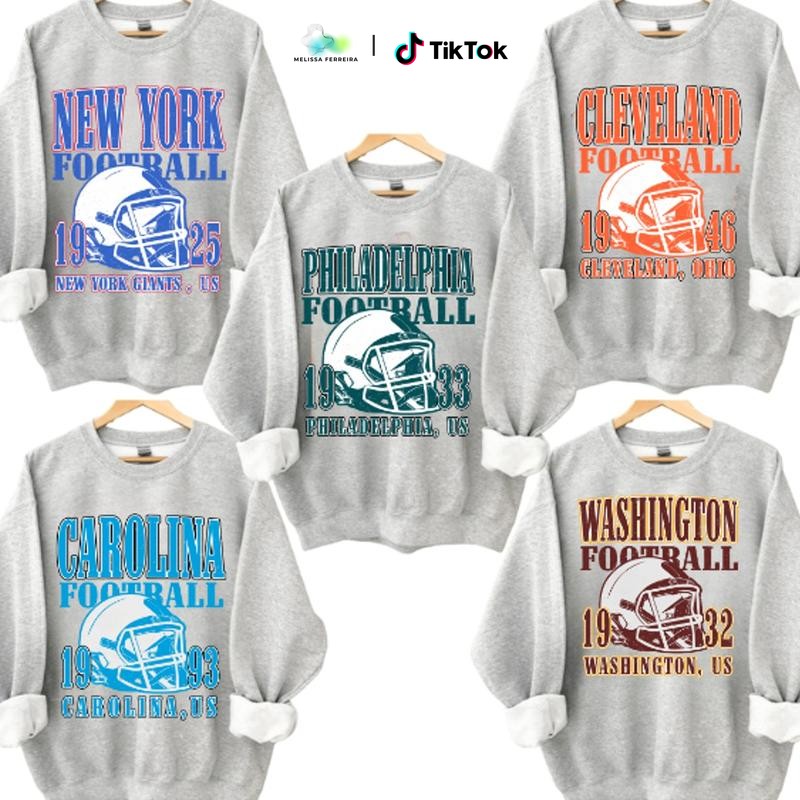 MELISSA FERREIRA
TikTok
NEW YORK
FOOTBALL
19 25
NEW YORK GIANTS , US
CLEVELAND
FOOTBALL
19 46
CLEVELAND, OHIO
PHILADELPHIA
FOOTBALL
19 33
PHILADELPHIA, US
CAROLINA
FOOTBALL
19 93
CAROLINA,US
WASHINGTON
FOOTBALL
19 32
WASHINGTON, US